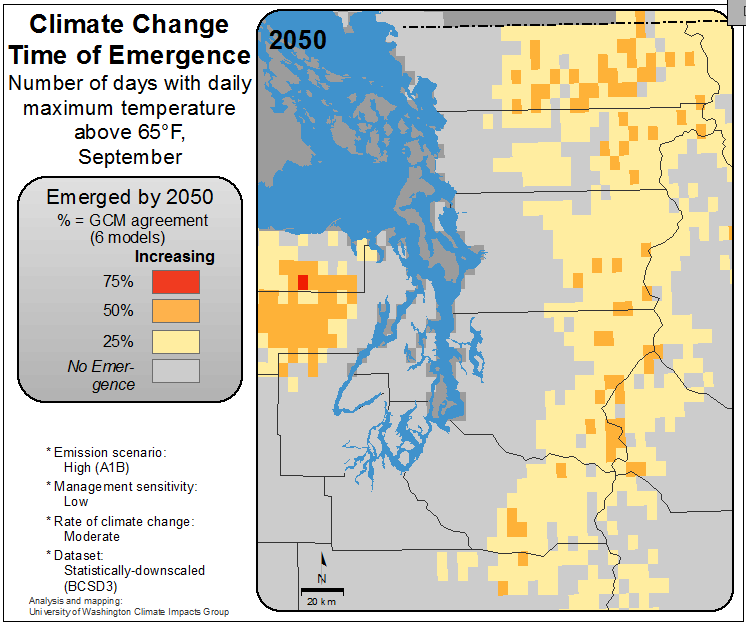 Climate Change
Time of Emergence
Number of days with daily
maximum temperature
above 65°F,
September
Emerged by 2050
% = GCM agreement
(6 models)
Increasing
75%
50%
25%
No Emer-
gence
* Emission scenario:
High (A1B)
* Management sensitivity:
Low
* Rate of climate change:
Moderate
* Dataset:
Statistically-downscaled
(BCSD3)
Analysis and mapping:
University of Washington Climate Impacts Group
2050
N
20 km